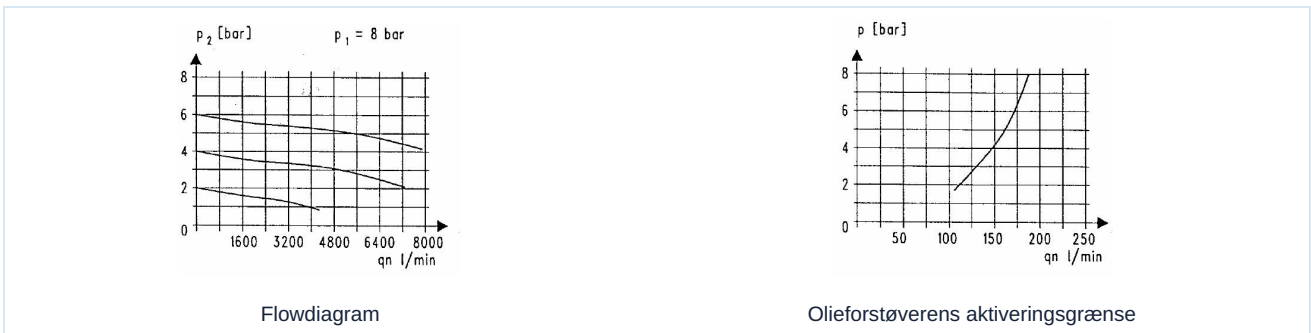 p2 [bar]
p1 = 8 bar
8
6
4
2
0
1600 3200 4800 6400 8000
qn l/min
Flowdiagram
p [bar]
8
6
4
2
0
50 100 150 200 250
qn l/min
Olieforstøverens aktiveringsgrænse